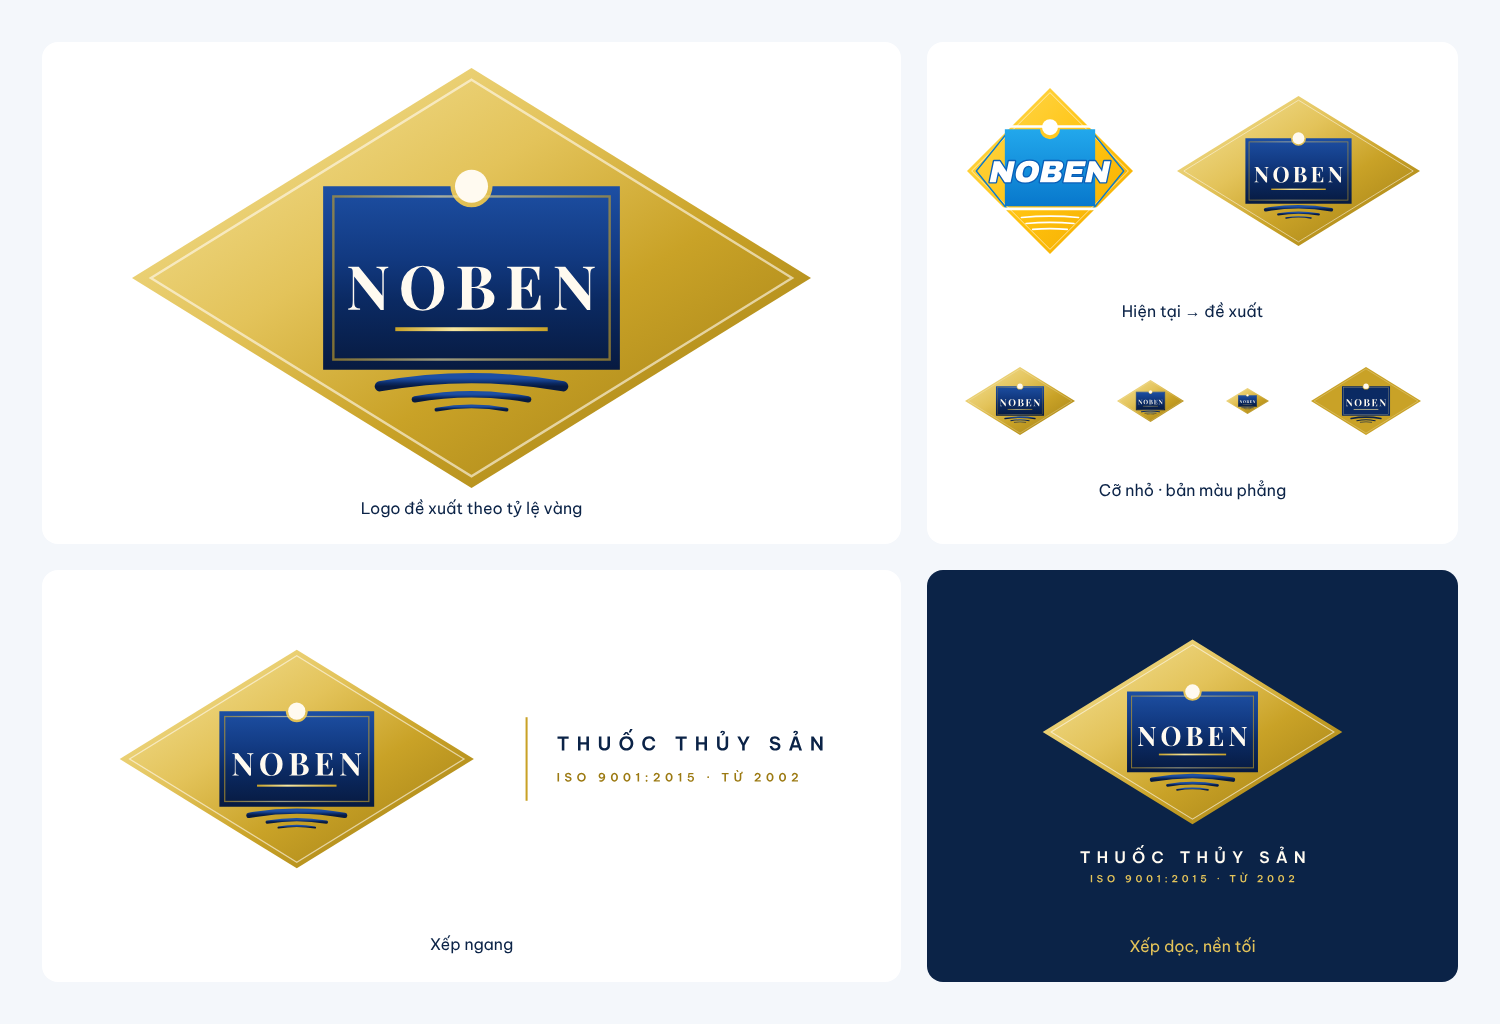 NOBEN
Logo đề xuất theo tỷ lệ vàng
NOBEN
NOBEN
Hiện tại → đề xuất
NOBEN
NOBEN
NOBEN
NOBEN
Cỡ nhỏ · bản màu phẳng
NOBEN
THUỐC THỦY SẢN
ISO 9001:2015 · TỪ 2002
Xếp ngang
NOBEN
THUỐC THỦY SẢN
ISO 9001:2015 · TỪ 2002
Xếp dọc, nền tối